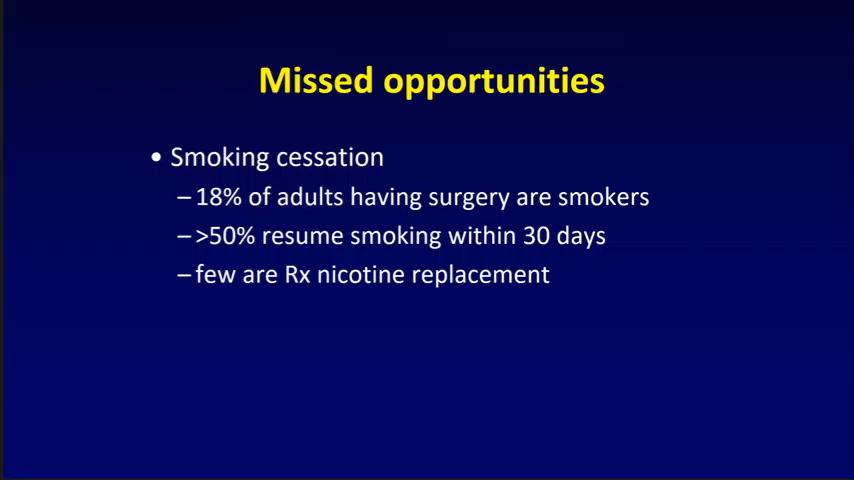 Missed opportunities
• Smoking cessation
–18% of adults having surgery are smokers
–>50% resume smoking within 30 days
–few are Rx nicotine replacement